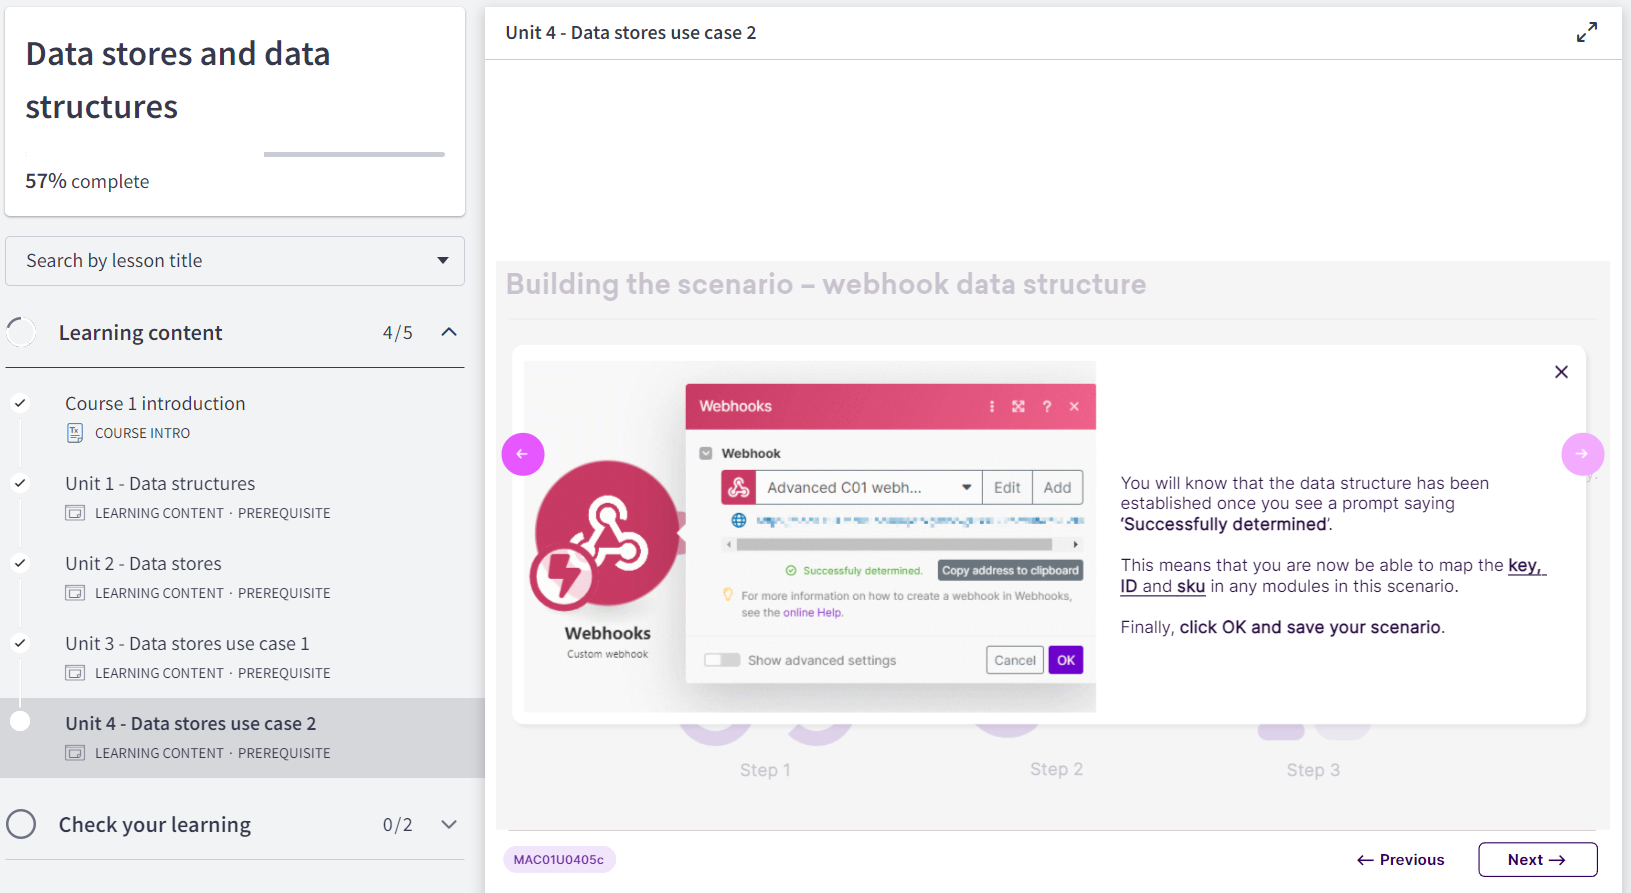 Data stores and data
structures
57% complete
Search by lesson title
Learning content 4/5
Course 1 introduction
COURSE INTRO
Unit 1 - Data structures
LEARNING CONTENT · PREREQUISITE
Unit 2 - Data stores
LEARNING CONTENT · PREREQUISITE
Unit 3 - Data stores use case 1
LEARNING CONTENT · PREREQUISITE
Unit 4 - Data stores use case 2
LEARNING CONTENT · PREREQUISITE
Check your learning 0/2
Unit 4 - Data stores use case 2
Building the scenario – webhook data structure
Webhooks
Webhook
Advanced C01 webh... Edit Add
Successfuly determined. Copy address to clipboard
For more information on how to create a webhook in Webhooks,
see the online Help.
Show advanced settings Cancel OK
Webhooks
Custom webhook
You will know that the data structure has been
established once you see a prompt saying
'Successfully determined'.
This means that you are now be able to map the key,
ID and sku in any modules in this scenario.
Finally, click OK and save your scenario.
Step 1 Step 2 Step 3
MAC01U0405c
← Previous Next →